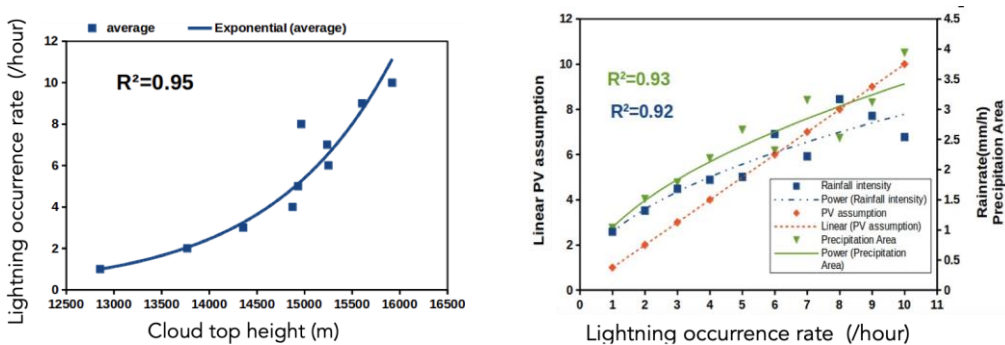 average
Exponential (average)
Lightning occurrence rate (/hour)
R²=0.95
12
10
8
6
4
2
0
12500 13000 13500 14000 14500 15000 15500 16000 16500
Cloud top height (m)
Linear PV assumption
12
10
8
6
4
2
0
R²=0.93
R²=0.92
Rainfall intensity
Power (Rainfall intensity)
PV assumption
Linear (PV assumption)
Precipitation Area
Power (Precipitation
Area)
4.5
4
3.5
3
2.5
2
1.5
1
0.5
0
Rainrate(mm/h)
Precipitaion Area
0 1 2 3 4 5 6 7 8 9 10 11
Lightning occurrence rate (/hour)